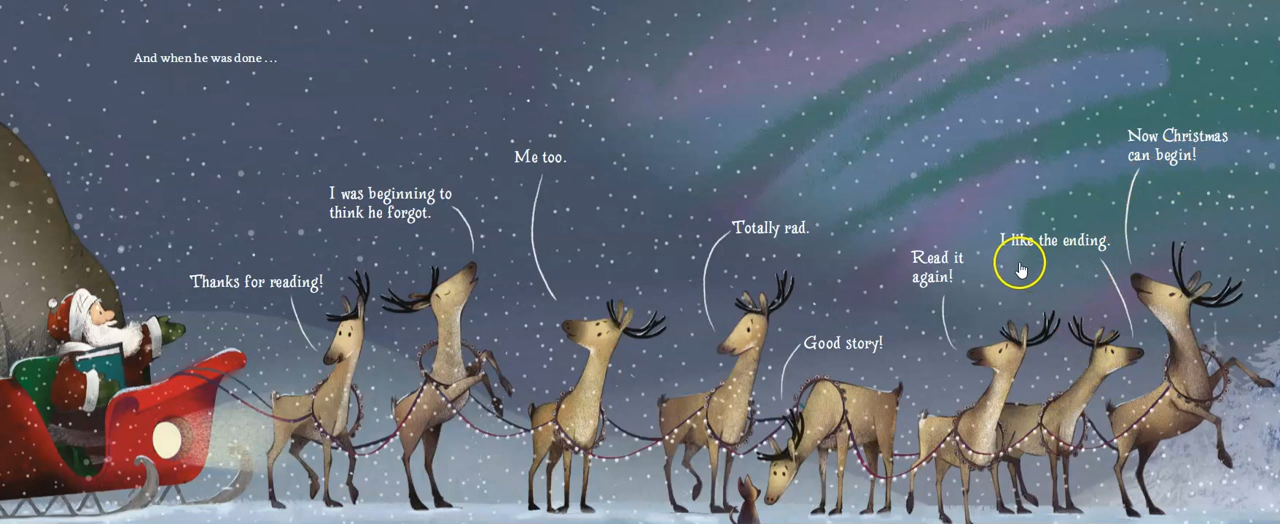 And when he was done ...
Thanks for reading!
I was beginning to
think he forgot.
Me too.
Totally rad.
Good story!
Read it
again!
I like the ending.
Now Christmas
can begin!